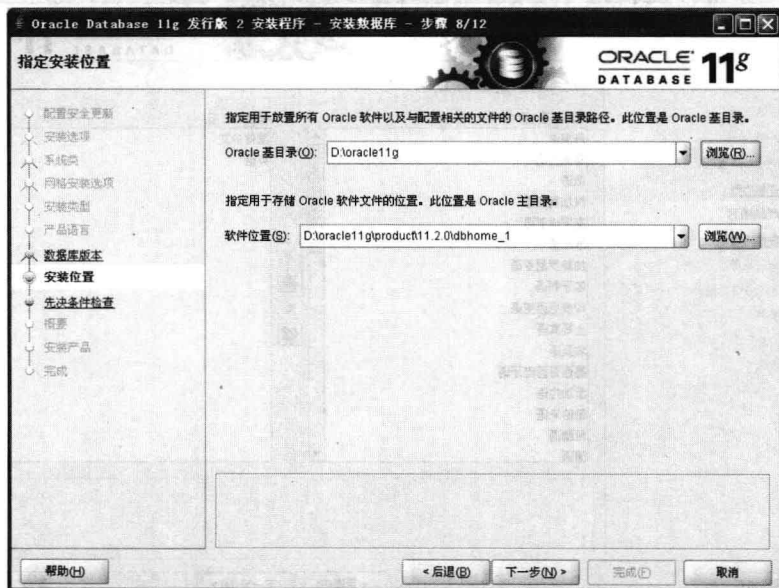 Oracle Database 11g 发行版 2 安装程序 - 安装数据库 - 步骤 8/12
指定安装位置
ORACLE
DATABASE 11g
配置安全更新
安装选项
系统类
网格安装选项
安装类型
产品语言
数据库版本
安装位置
先决条件检查
概要
安装产品
完成
指定用于放置所有 Oracle 软件以及与配置相关的文件的 Oracle 基目录路径。此位置是 Oracle 基目录。
Oracle 基目录(O): D:\oracle11g 浏览(R)...
指定用于存储 Oracle 软件文件的位置。此位置是 Oracle 主目录。
软件位置(S): D:\oracle11g\product\11.2.0\dbhome_1 浏览(W)...
帮助(H) < 后退(B) 下一步(N) > 完成(F) 取消